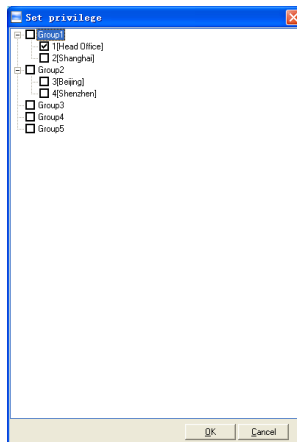 Set privilege
Group1
1[Head Office]
2[Shanghai]
Group2
3[Beijing]
4[Shenzhen]
Group3
Group4
Group5
OK Cancel